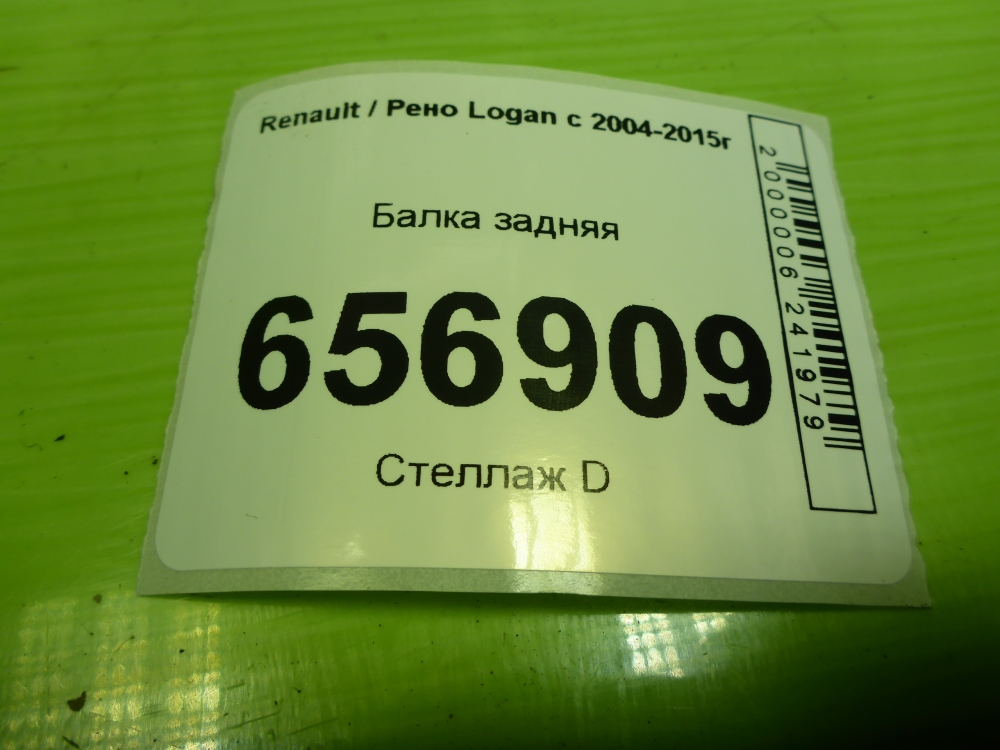 Renault / Рено Logan с 2004-2015г
Балка задняя
656909
Стеллаж D
2000006241979